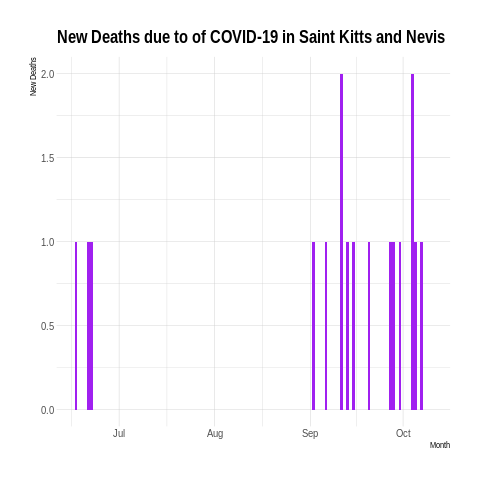 New Deaths due to of COVID-19 in Saint Kitts and Nevis
New Deaths
2.0
1.5
1.0
0.5
0.0
Jul Aug Sep Oct
Month